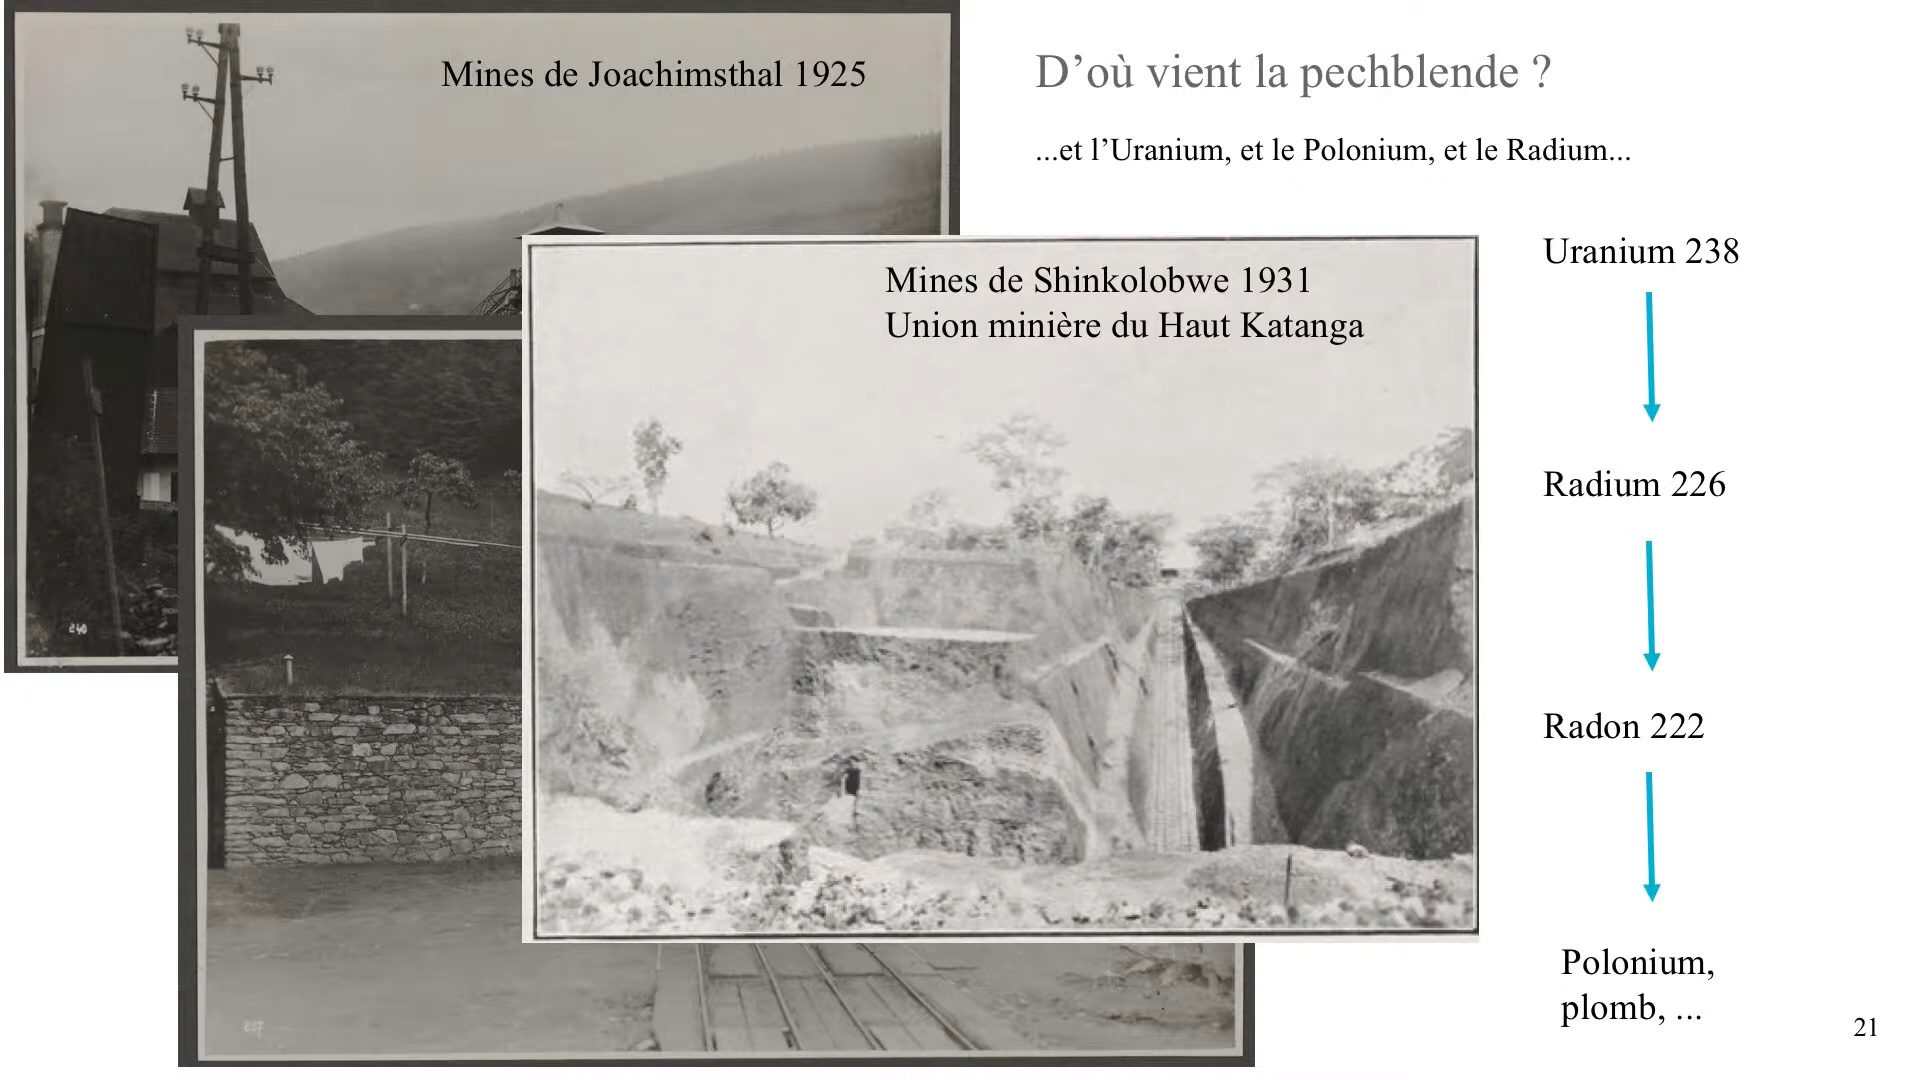 Mines de Joachimsthal 1925
D’où vient la pechblende ?
...et l’Uranium, et le Polonium, et le Radium...
Mines de Shinkolobwe 1931
Union minière du Haut Katanga
Uranium 238
Radium 226
Radon 222
Polonium,
plomb, ...
240
21